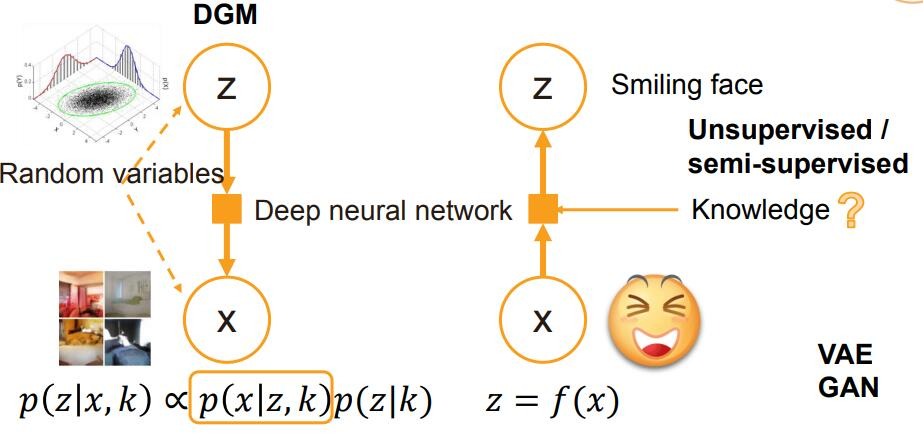 DGM
z
z
Smiling face
Unsupervised /
semi-supervised
Random variables
Deep neural network
Knowledge ?
x
x
VAE
GAN
p(z|x, k) ∝ p(x|z, k)p(z|k)
z = f(x)